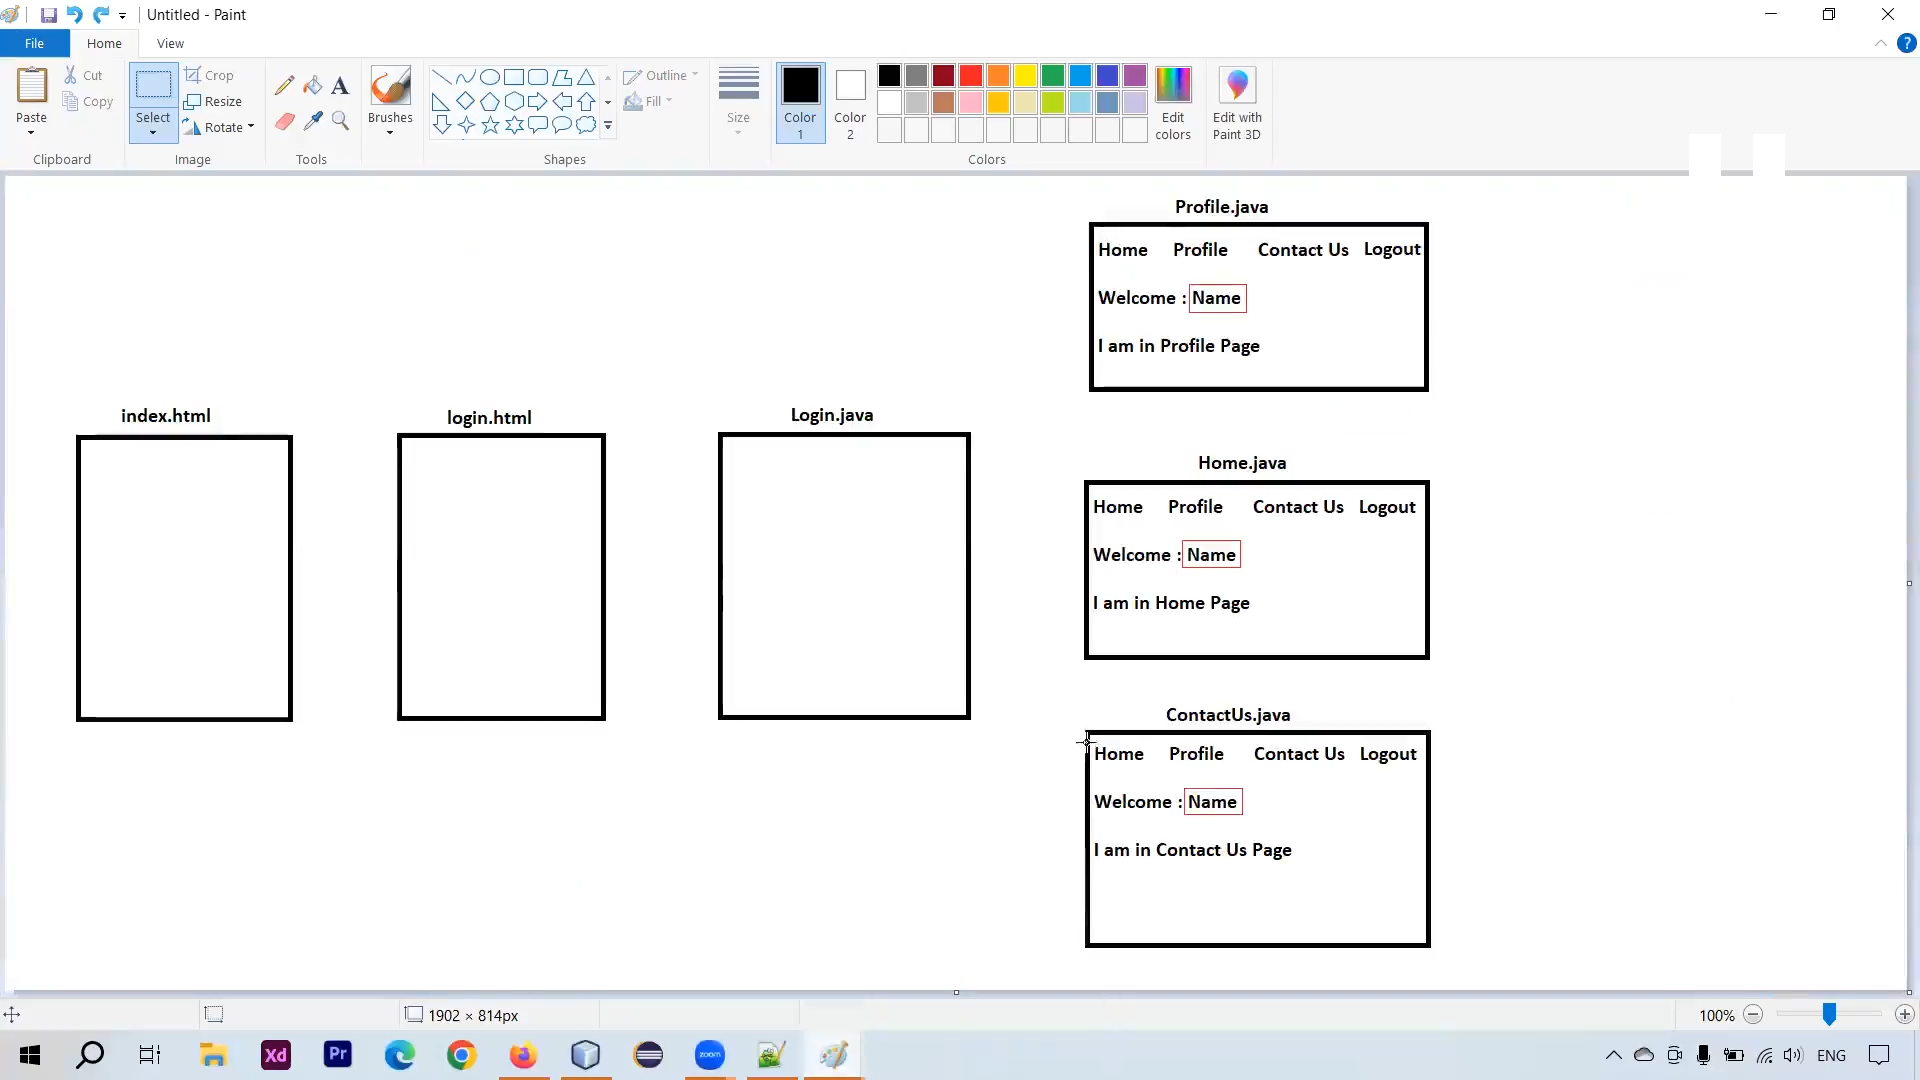 Untitled - Paint
File
Home
View
Paste
Cut
Copy
Clipboard
Select
Crop
Resize
Rotate
Image
Tools
Brushes
Shapes
Outline
Fill
Size
Color
1
Color
2
Edit
colors
Colors
Edit with
Paint 3D
?
Profile.java
Home Profile Contact Us Logout
Welcome : Name
I am in Profile Page
index.html
login.html
Login.java
Home.java
Home Profile Contact Us Logout
Welcome : Name
I am in Home Page
ContactUs.java
Home Profile Contact Us Logout
Welcome : Name
I am in Contact Us Page
1902 × 814px
100%
Xd
Pr
zoom
ENG